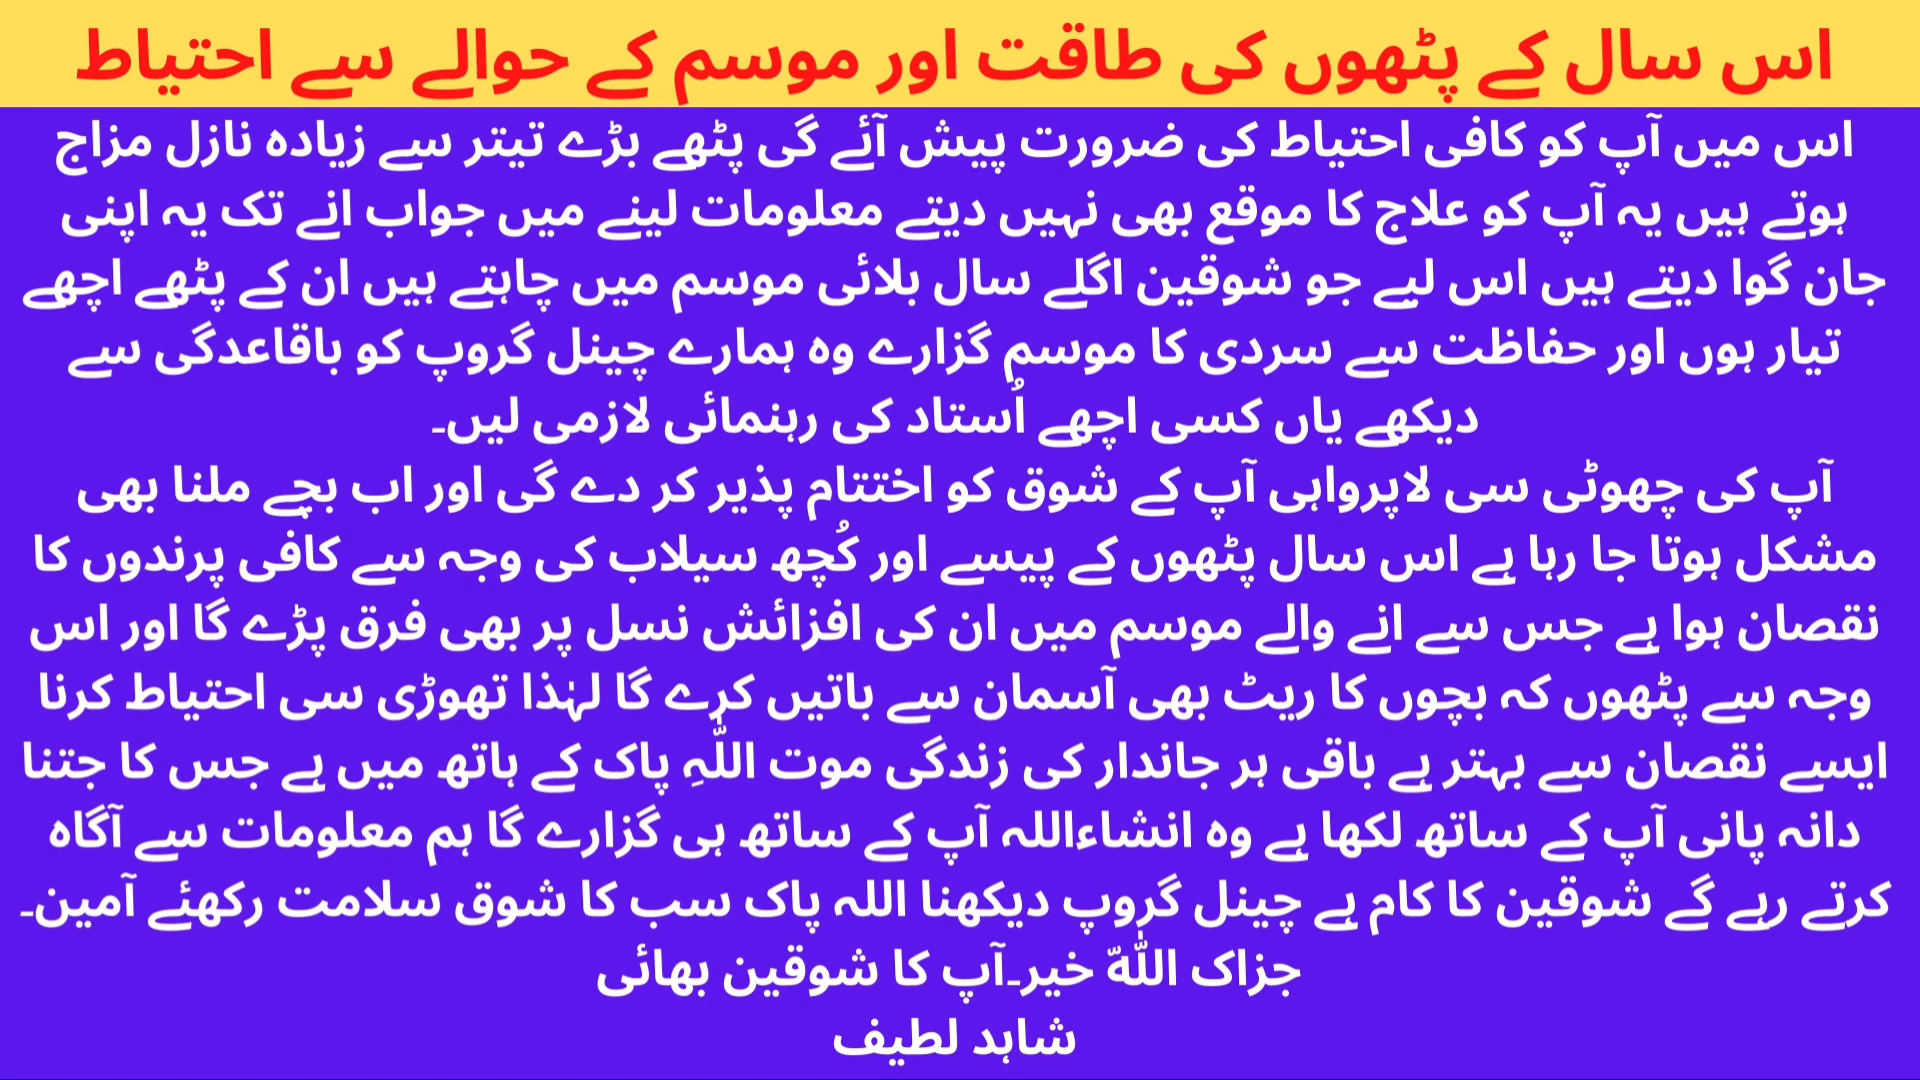 اس سال کے پٹھوں کی طاقت اور موسم کے حوالے سے احتیاط
اس میں آپ کو کافی احتیاط کی ضرورت پیش آئے گی پٹھے بڑے تیتر سے زیادہ نازل مزاج
ہوتے ہیں یہ آپ کو علاج کا موقع بھی نہیں دیتے معلومات لینے میں جواب انے تک یہ اپنی
جان گوا دیتے ہیں اس لیے جو شوقین اگلے سال بلائی موسم میں چاہتے ہیں ان کے پٹھے اچھے
تیار ہوں اور حفاظت سے سردی کا موسم گزارے وہ ہمارے چینل گروپ کو باقاعدگی سے
دیکھے یاں کسی اچھے اُستاد کی رہنمائی لازمی لیں۔
آپ کی چھوٹی سی لاپرواہی آپ کے شوق کو اختتام پذیر کر دے گی اور اب بچے ملنا بھی
مشکل ہوتا جا رہا ہے اس سال پٹھوں کے پیسے اور کُچھ سیلاب کی وجہ سے کافی پرندوں کا
نقصان ہوا ہے جس سے انے والے موسم میں ان کی افزائش نسل پر بھی فرق پڑے گا اور اس
وجہ سے پٹھوں کہ بچوں کا ریٹ بھی آسمان سے باتیں کرے گا لہٰذا تھوڑی سی احتیاط کرنا
ایسے نقصان سے بہتر ہے باقی ہر جاندار کی زندگی موت اللّٰہِ پاک کے ہاتھ میں ہے جس کا جتنا
دانہ پانی آپ کے ساتھ لکھا ہے وہ انشاءاللہ آپ کے ساتھ ہی گزارے گا ہم معلومات سے آگاہ
کرتے رہے گے شوقین کا کام ہے چینل گروپ دیکھنا اللہ پاک سب کا شوق سلامت رکھئے آمین۔
جزاک اللّٰہّ خیر۔آپ کا شوقین بھائی
شاہد لطیف